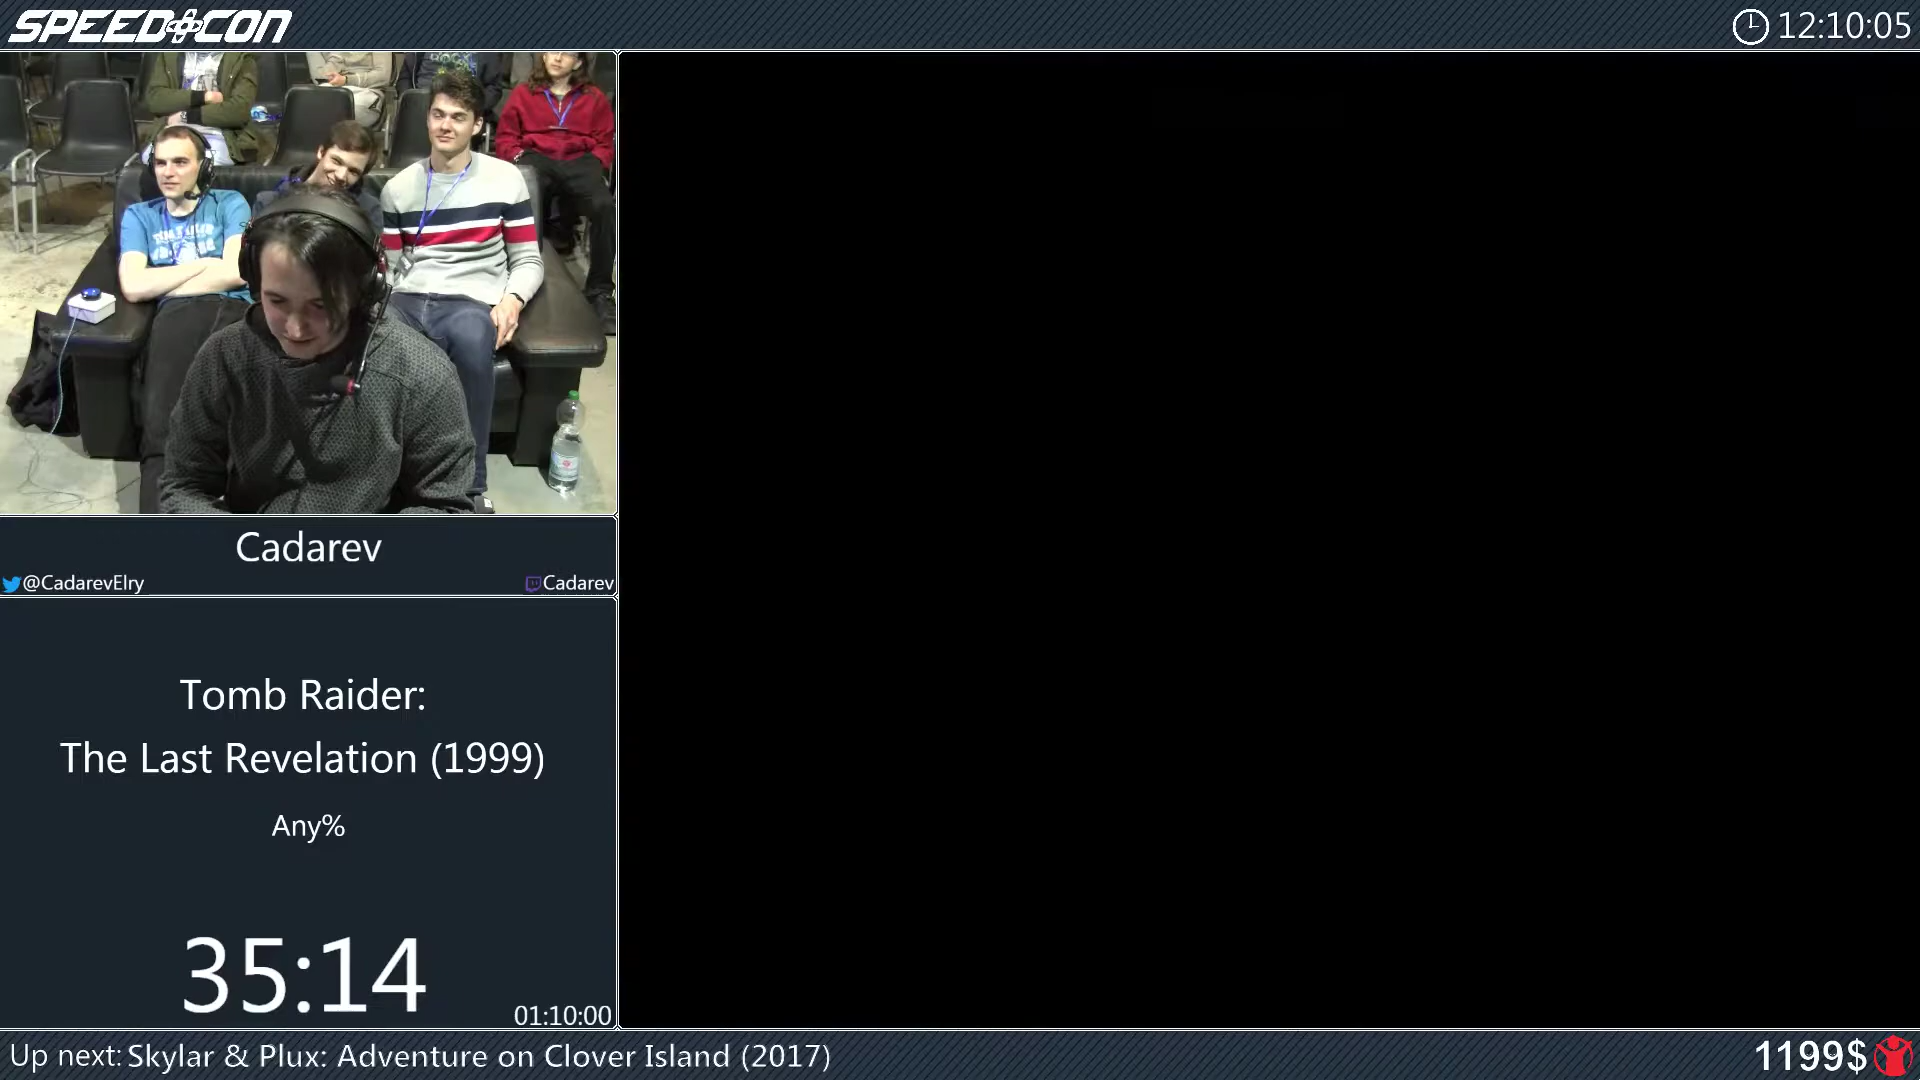 SPEEDCON
12:10:05
Cadarev
@CadarevElry
Cadarev
Tomb Raider:
The Last Revelation (1999)
Any%
35:14
01:10:00
Up next: Skylar & Plux: Adventure on Clover Island (2017)
1199$